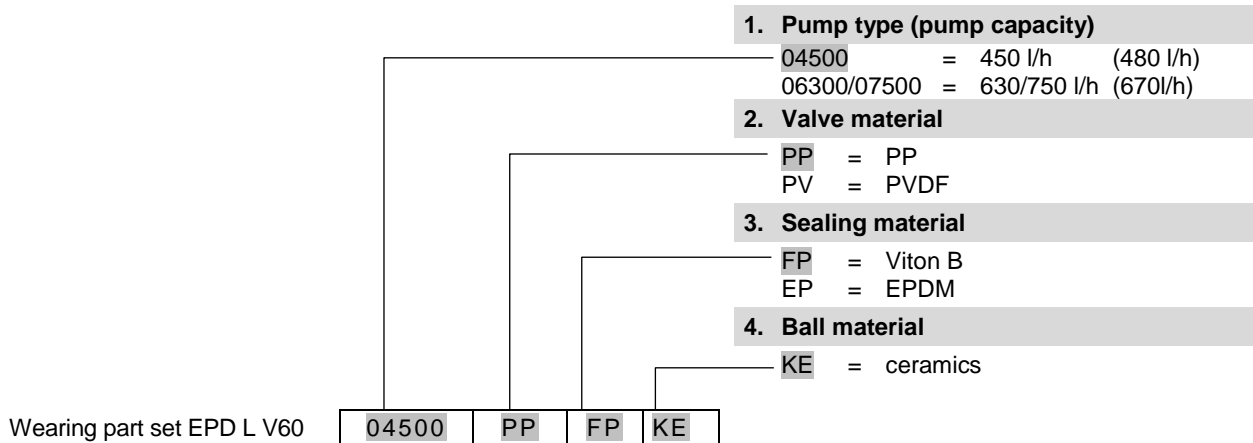 1. Pump type (pump capacity)
04500 = 450 l/h (480 l/h)
06300/07500 = 630/750 l/h (670l/h)
2. Valve material
PP = PP
PV = PVDF
3. Sealing material
FP = Viton B
EP = EPDM
4. Ball material
KE = ceramics
Wearing part set EPD L V60 04500 PP FP KE